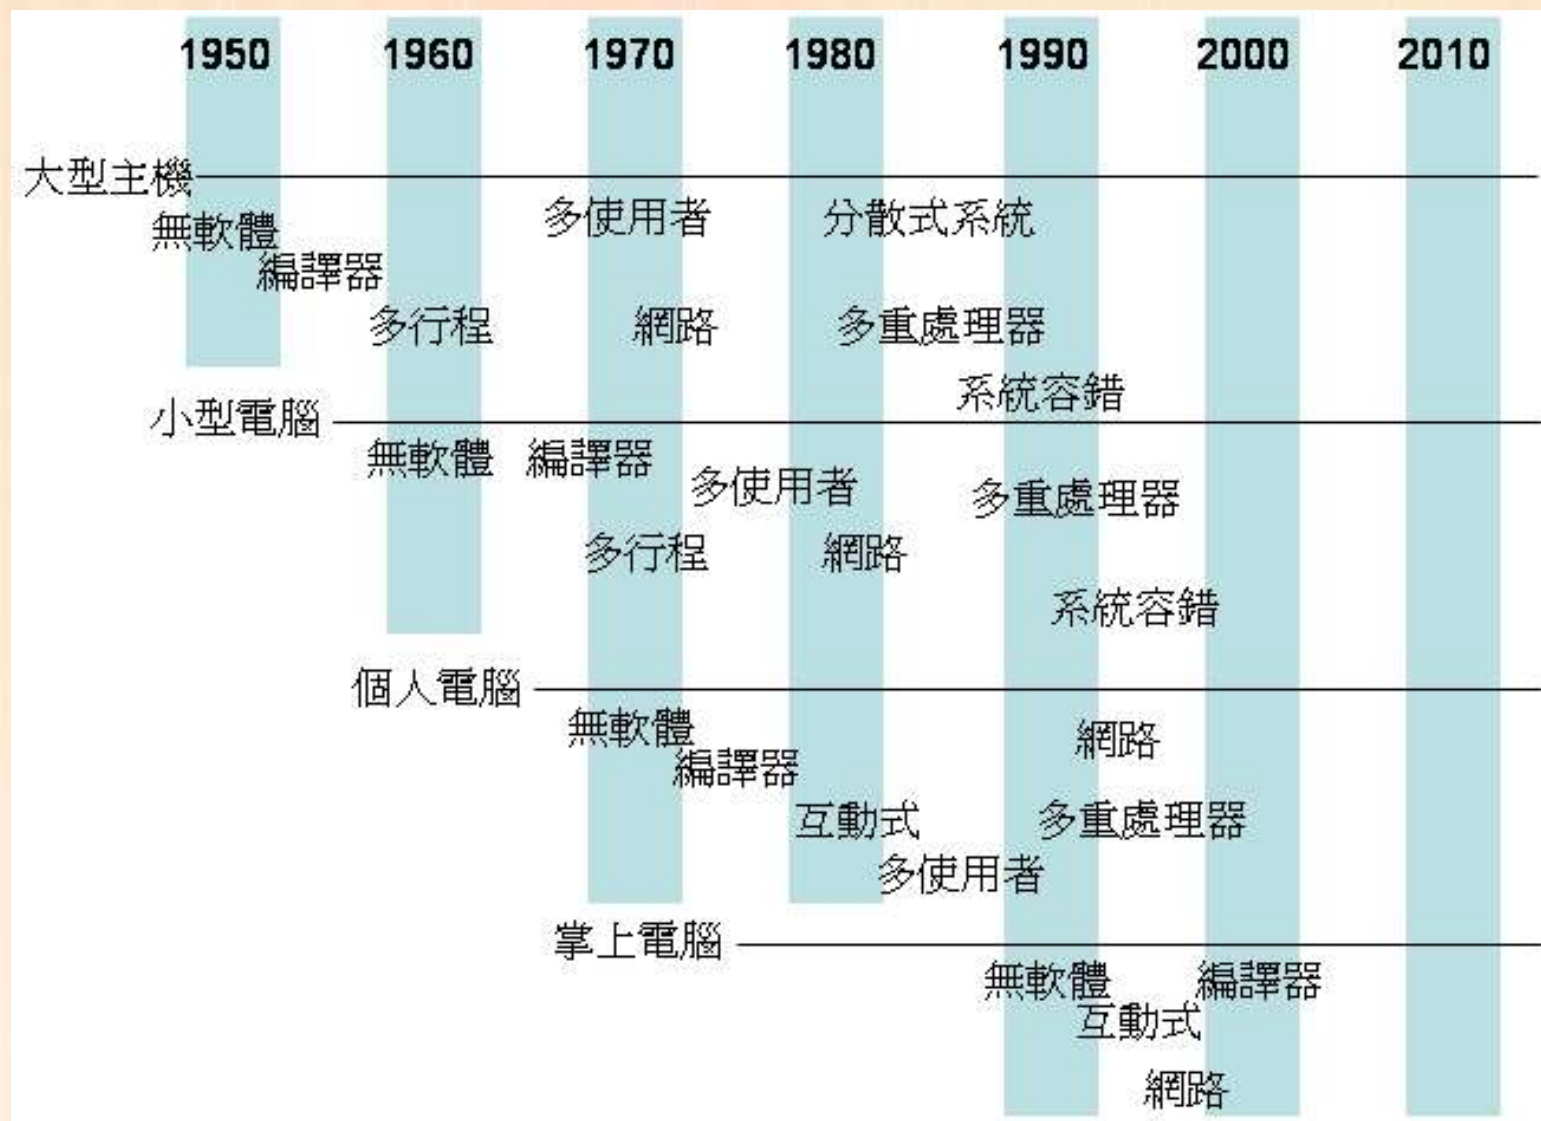 1950 1960 1970 1980 1990 2000 2010
大型主機
多使用者 分散式系統
無軟體
編譯器
多行程 網路 多重處理器
系統容錯
小型電腦
無軟體 編譯器
多使用者 多重處理器
多行程 網路
系統容錯
個人電腦
無軟體 網路
編譯器
互動式 多重處理器
多使用者
掌上電腦
無軟體 編譯器
互動式
網路